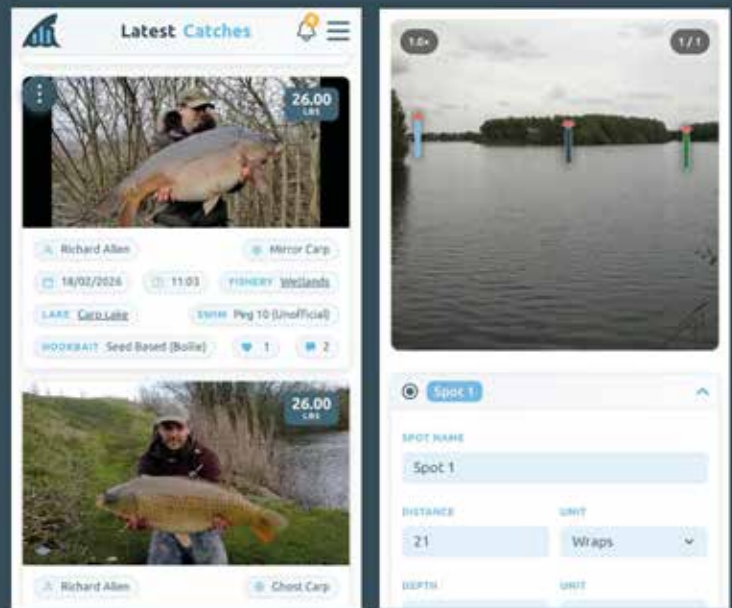 Latest Catches
26.00
LBS
Richard Allen
Mirror Carp
18/02/2026
11:03
FISHERY Wetlands
LAKE Carp Lake
SWIM Peg 10 (Unofficial)
HOOKBAIT Seed Based (Boilie)
1
2
26.00
LBS
Richard Allen
Ghost Carp
1.0×
1 / 1
Spot 1
SPOT NAME
Spot 1
DISTANCE
UNIT
21
Wraps
DEPTH
UNIT